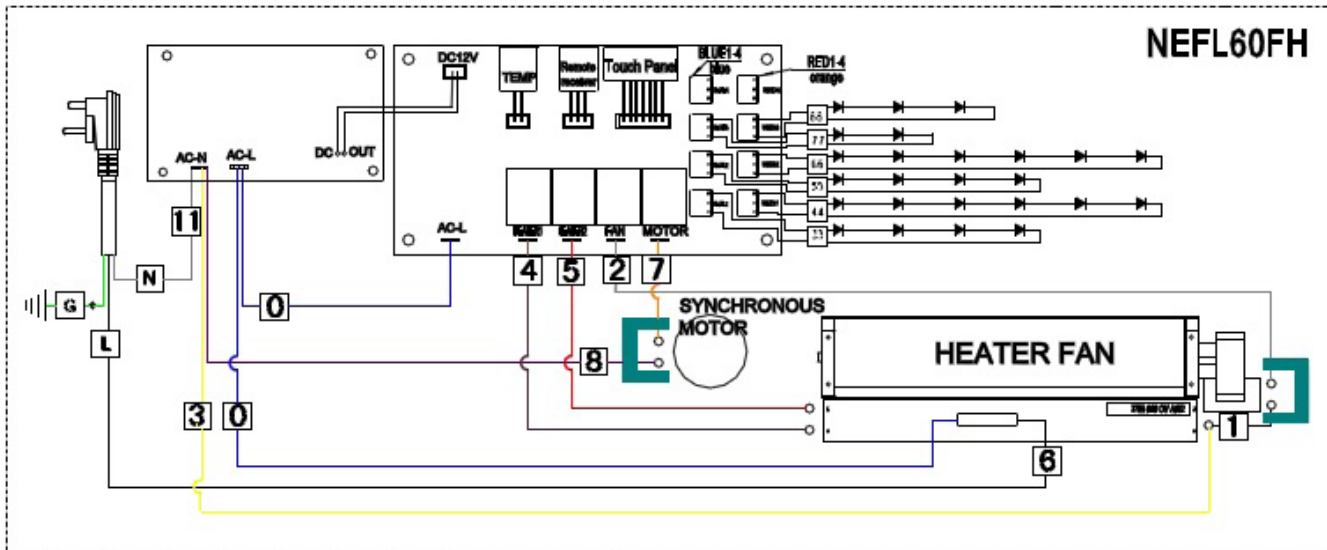 NEFL60FH
DC12V
TEMP
Remote
receiver
Touch Panel
BLUE1-4
blue
RED1-4
orange
AC-N
AC-L
DC
OUT
AC-L
FAN
MOTOR
66
77
66
55
44
33
11
N
G
L
0
4
5
2
7
8
SYNCHRONOUS
MOTOR
HEATER FAN
3
0
6
1